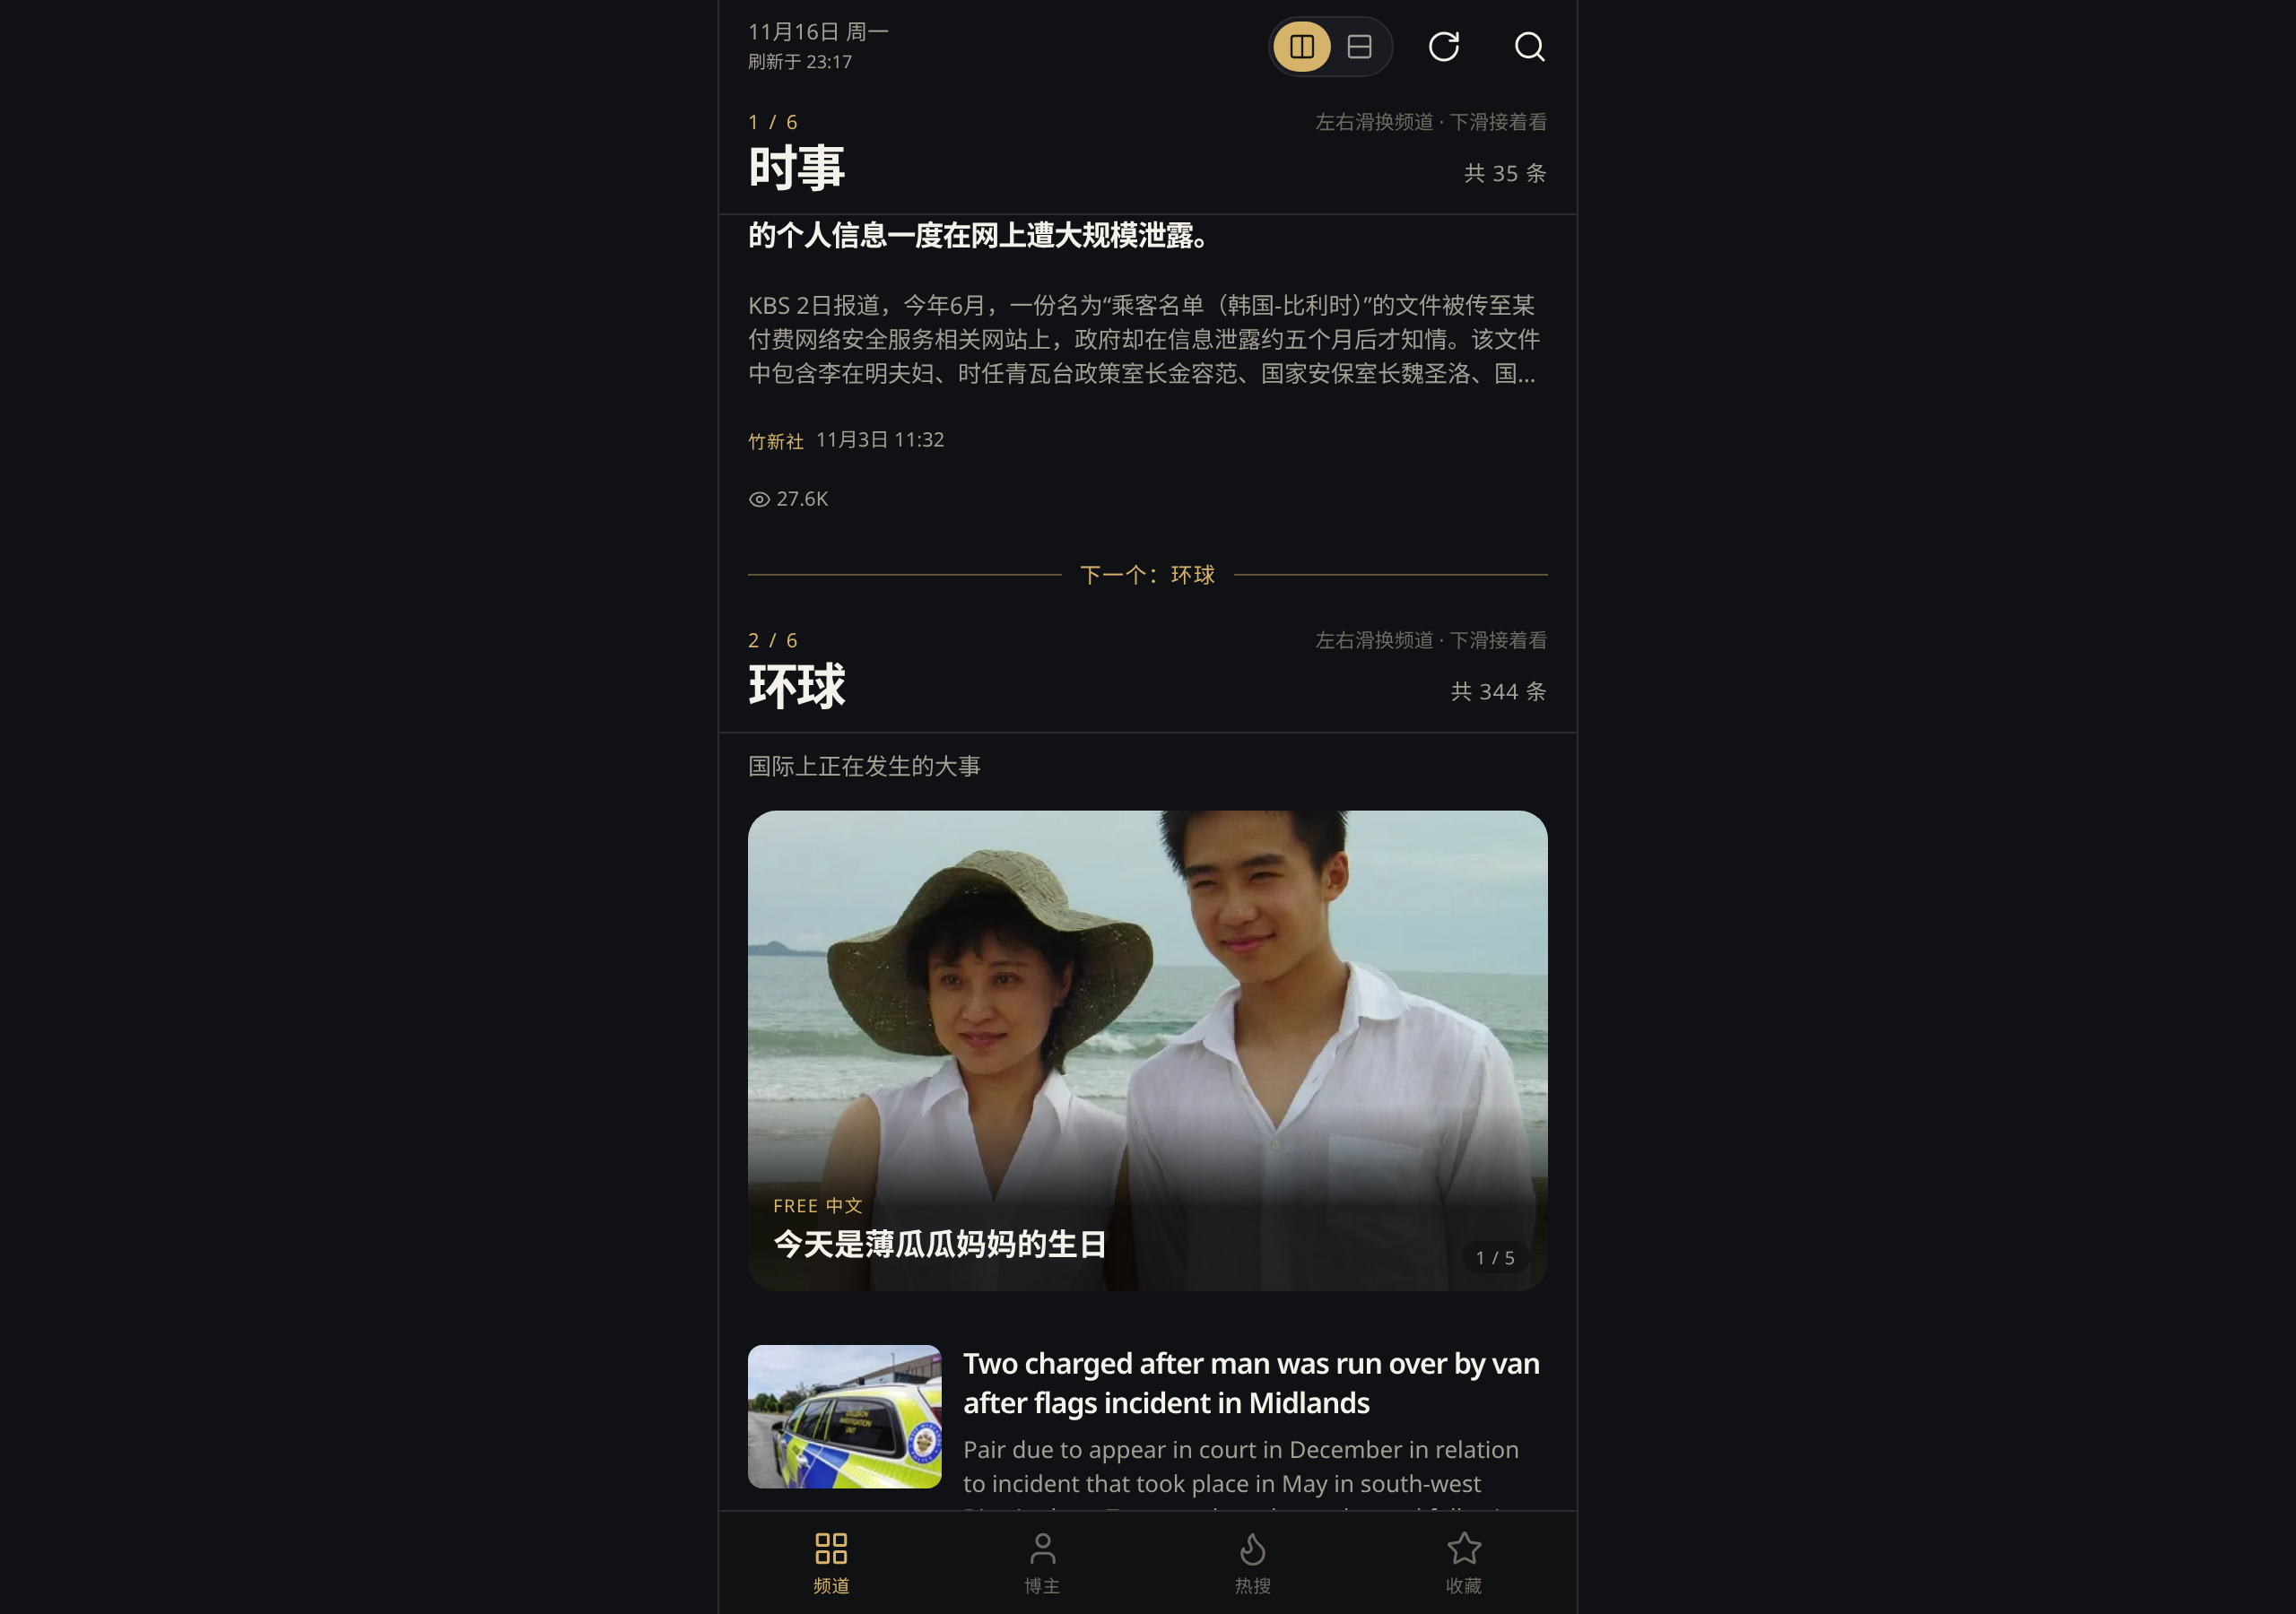 11月16日 周一
刷新于 23:17
1 / 6
左右滑换频道 · 下滑接着看
时事
共 35 条
的个人信息一度在网上遭大规模泄露。
KBS 2日报道，今年6月，一份名为“乘客名单（韩国-比利时）”的文件被传至某
付费网络安全服务相关网站上，政府却在信息泄露约五个月后才知情。该文件
中包含李在明夫妇、时任青瓦台政策室长金容范、国家安保室长魏圣洛、国...
竹新社 11月3日 11:32
27.6K
下一个：环球
2 / 6
左右滑换频道 · 下滑接着看
环球
共 344 条
国际上正在发生的大事
FREE 中文
今天是薄瓜瓜妈妈的生日
1 / 5
Two charged after man was run over by van
after flags incident in Midlands
Pair due to appear in court in December in relation
to incident that took place in May in south-west
频道
博主
热搜
收藏